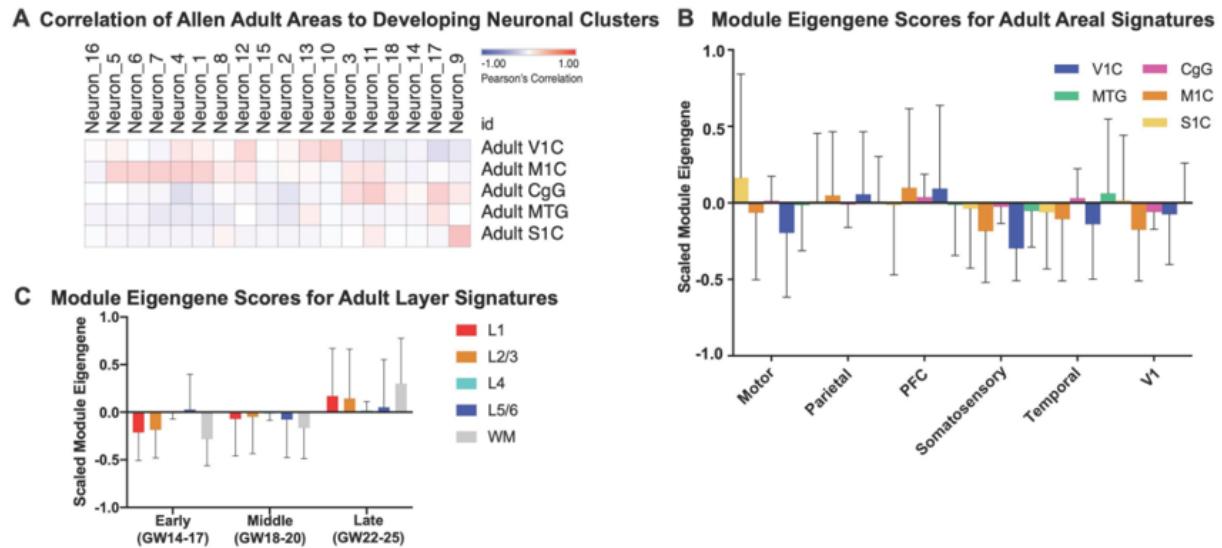 A Correlation of Allen Adult Areas to Developing Neuronal Clusters
Neuron_16
Neuron_5
Neuron_6
Neuron_7
Neuron_4
Neuron_1
Neuron_8
Neuron_12
Neuron_15
Neuron_2
Neuron_13
Neuron_10
Neuron_3
Neuron_11
Neuron_18
Neuron_14
Neuron_17
Neuron_9
-1.00 1.00
Pearson's Correlation
id
Adult V1C
Adult M1C
Adult CgG
Adult MTG
Adult S1C
B Module Eigengene Scores for Adult Areal Signatures
Scaled Module Eigengene
1.0
0.5
0.0
-0.5
-1.0
V1C CgG
MTG M1C
S1C
Motor
Parietal
PFC
Somatosensory
Temporal
V1
C Module Eigengene Scores for Adult Layer Signatures
Scaled Module Eigengene
1.0
0.5
0.0
-0.5
-1.0
L1
L2/3
L4
L5/6
WM
Early Middle Late
(GW14-17) (GW18-20) (GW22-25)